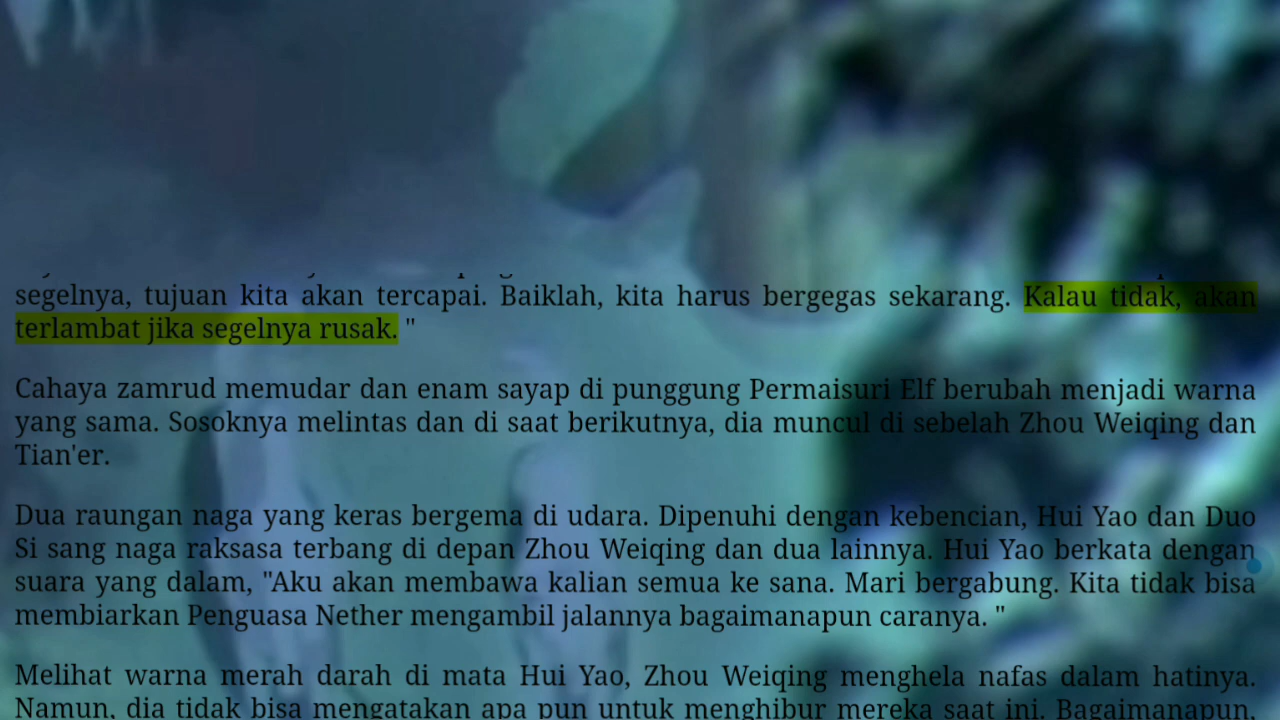 segelnya, tujuan kita akan tercapai. Baiklah, kita harus bergegas sekarang. Kalau tidak, akan
terlambat jika segelnya rusak. "
Cahaya zamrud memudar dan enam sayap di punggung Permaisuri Elf berubah menjadi warna
yang sama. Sosoknya melintas dan di saat berikutnya, dia muncul di sebelah Zhou Weiqing dan
Tian'er.
Dua raungan naga yang keras bergema di udara. Dipenuhi dengan kebencian, Hui Yao dan Duo
Si sang naga raksasa terbang di depan Zhou Weiqing dan dua lainnya. Hui Yao berkata dengan
suara yang dalam, "Aku akan membawa kalian semua ke sana. Mari bergabung. Kita tidak bisa
membiarkan Penguasa Nether mengambil jalannya bagaimanapun caranya. "
Melihat warna merah darah di mata Hui Yao, Zhou Weiqing menghela nafas dalam hatinya.
Namun, dia tidak bisa mengatakan apa pun untuk menghibur mereka saat ini. Bagaimanapun,